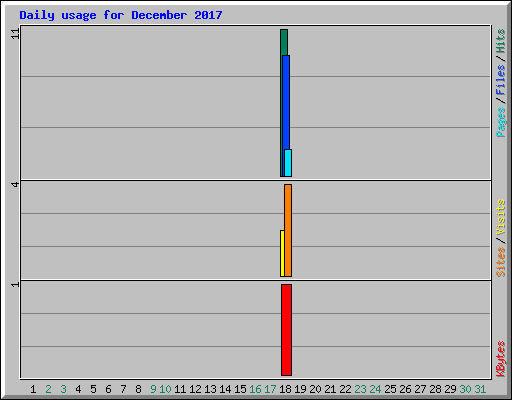 Daily usage for December 2017
11
Pages / Files / Hits
4
Sites / Visits
1
KBytes
1 2 3 4 5 6 7 8 9 10 11 12 13 14 15 16 17 18 19 20 21 22 23 24 25 26 27 28 29 30 31